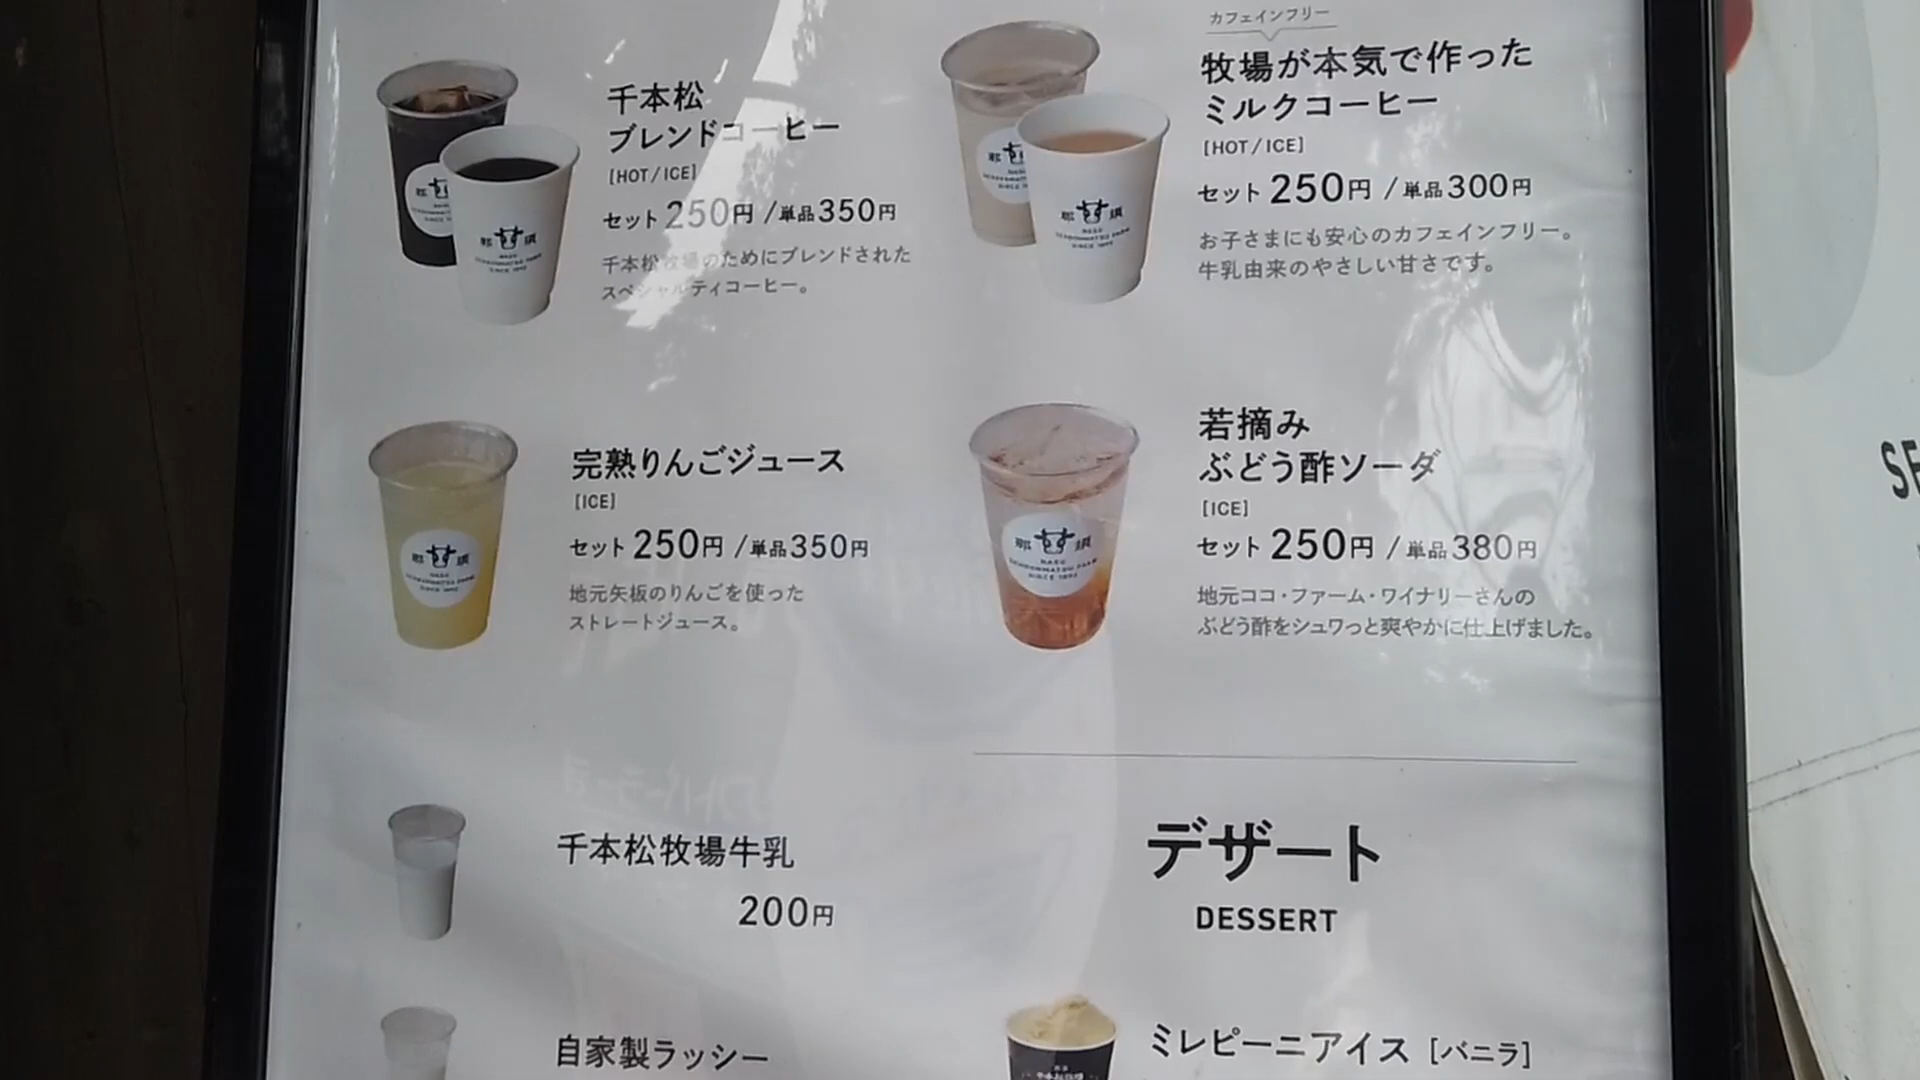 千本松
ブレンドコーヒー
[HOT/ICE]
セット 250円 /単品350円
千本松牧場のためにブレンドされた
スペシャルティコーヒー。
カフェインフリー
牧場が本気で作った
ミルクコーヒー
[HOT/ICE]
セット 250円 /単品300円
お子さまにも安心のカフェインフリー。
牛乳由来のやさしい甘さです。
完熟りんごジュース
[ICE]
セット 250円 /単品350円
地元矢板のりんごを使った
ストレートジュース。
若摘み
ぶどう酢ソーダ
[ICE]
セット 250円 /単品380円
地元ココ・ファーム・ワイナリーさんの
ぶどう酢をシュワっと爽やかに仕上げました。
千本松牧場牛乳
200円
自家製ラッシー
デザート
DESSERT
ミレピーニアイス [バニラ]
那須
NASU
SENBONMATSU FARM
SINCE 1893